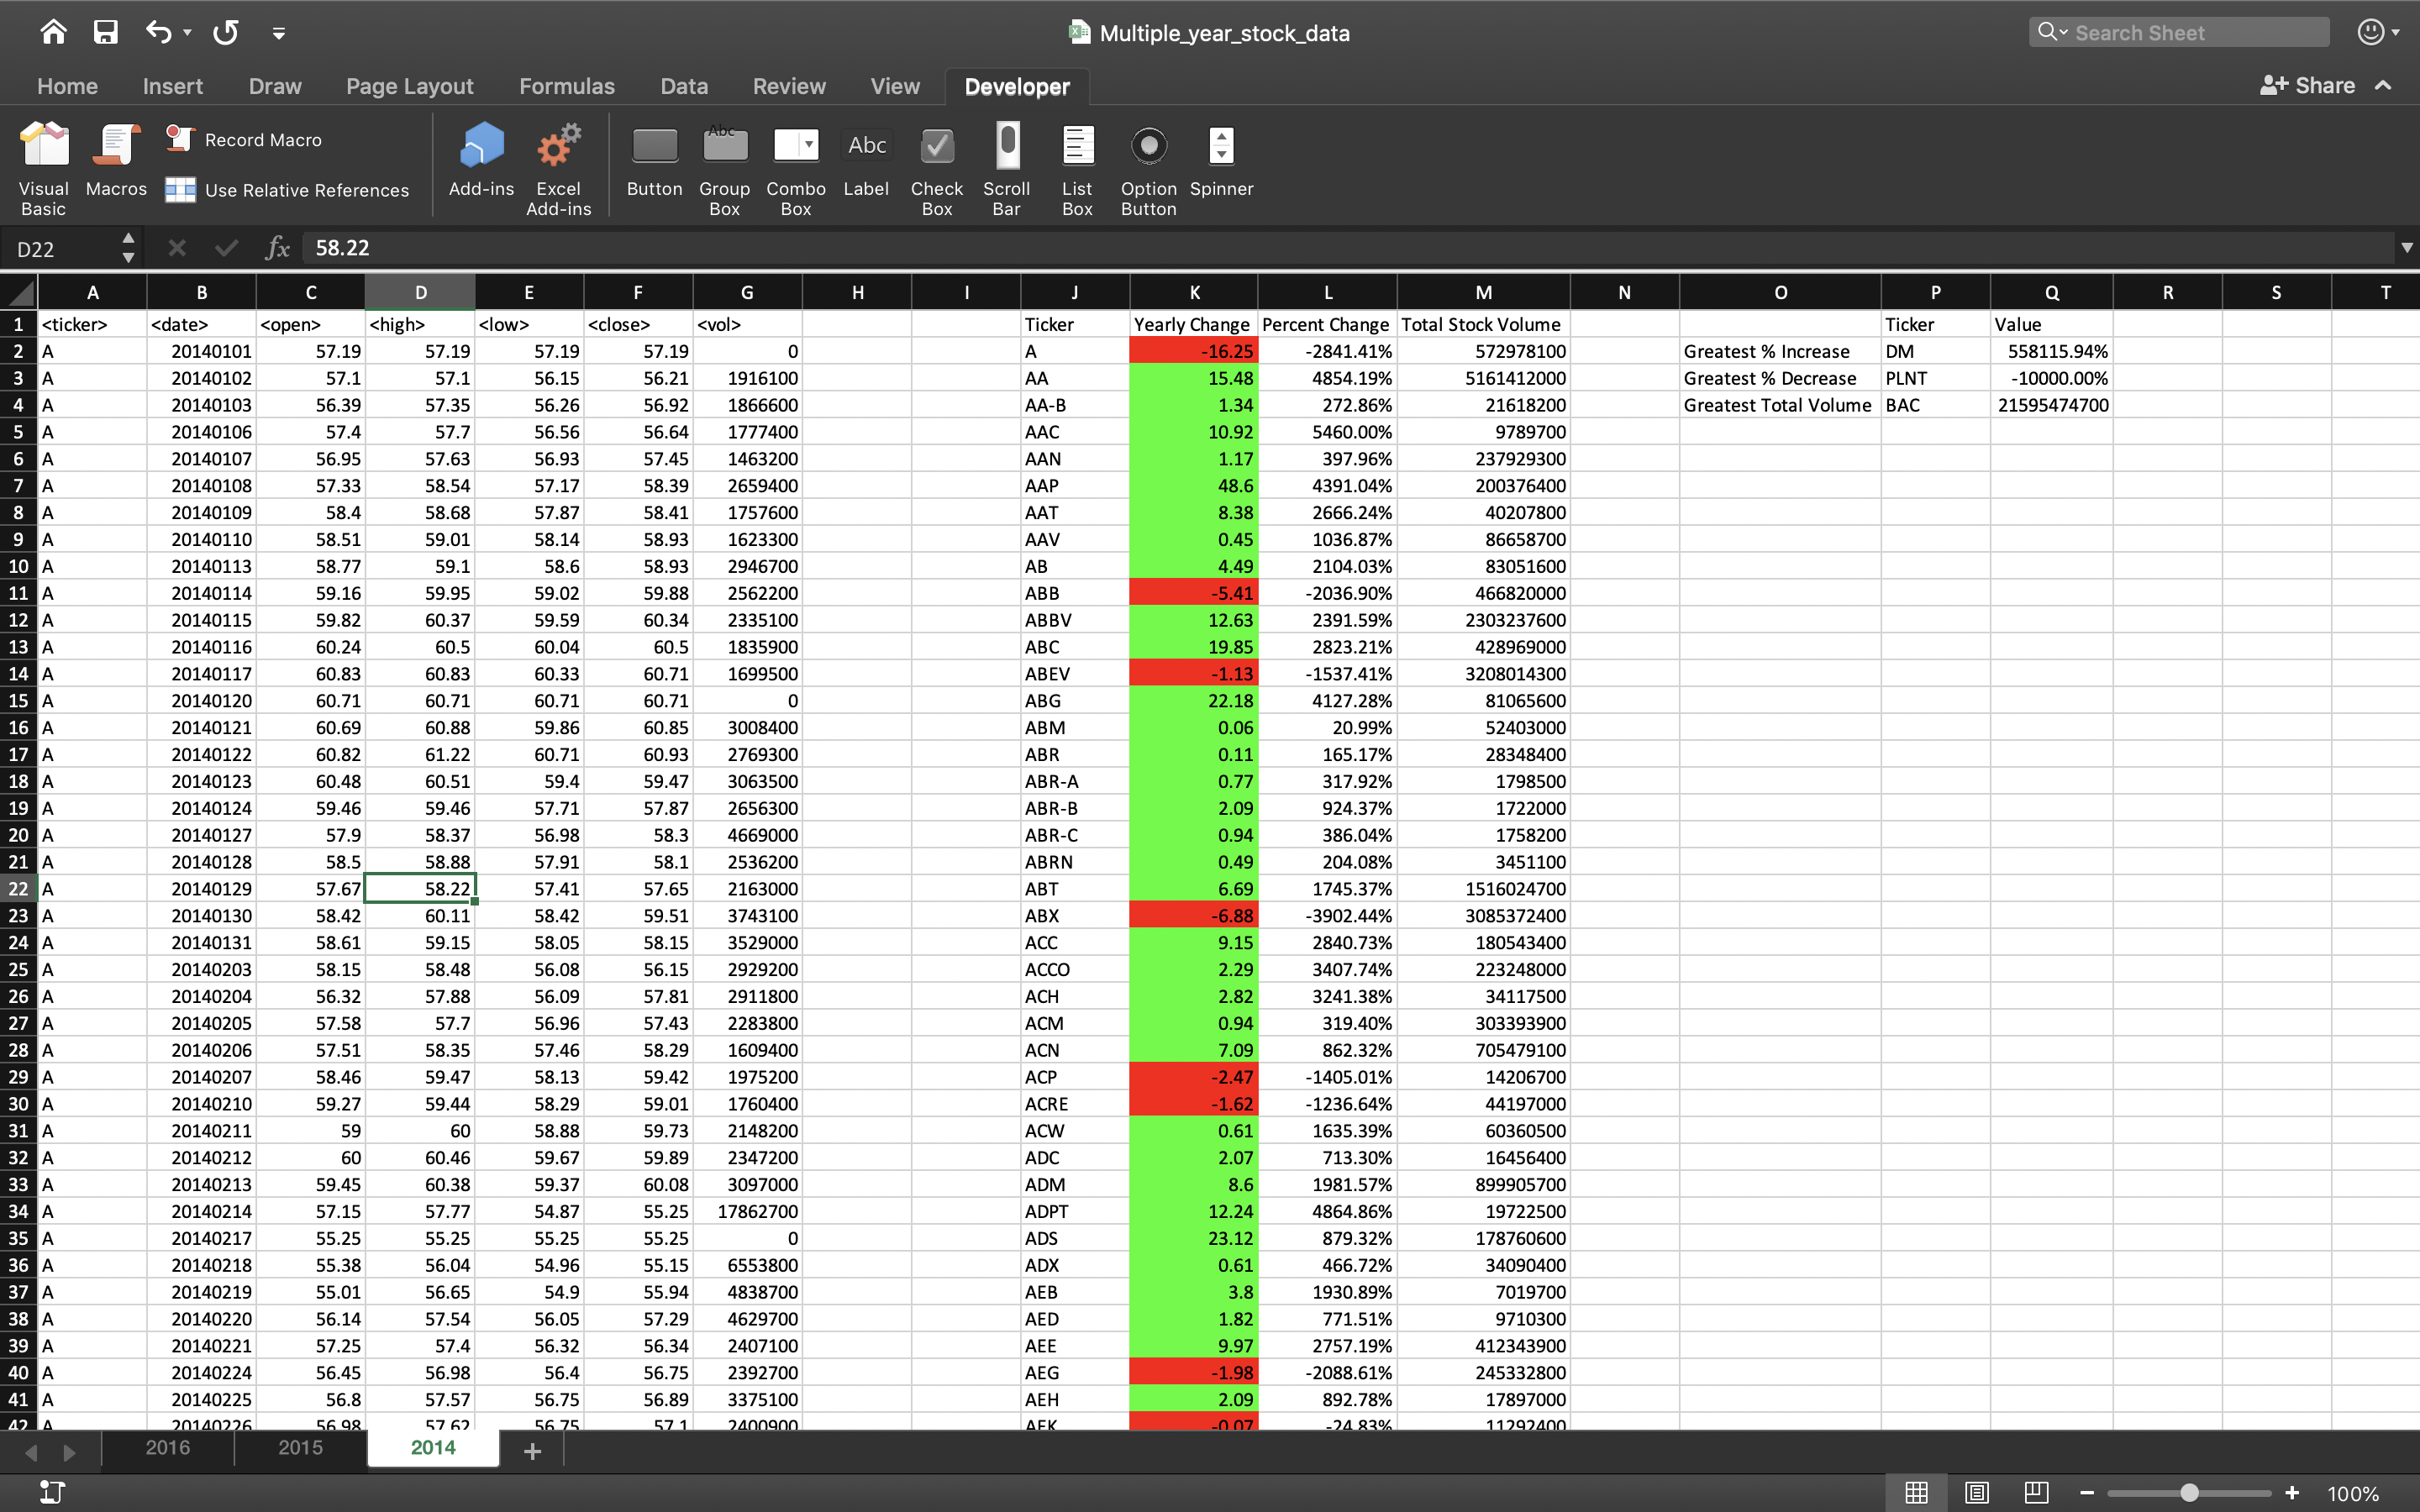 Multiple_year_stock_data
Search Sheet
Home Insert Draw Page Layout Formulas Data Review View Developer Share
Visual Basic Macros Record Macro Use Relative References Add-ins Excel Add-ins Button Abc Group Box Combo Box Abc Label Check Box Scroll Bar List Box Option Button Spinner
D22 fx 58.22
A B C D E F G H I J K L M N O P Q R S T
1 <ticker> <date> <open> <high> <low> <close> <vol> Ticker Yearly Change Percent Change Total Stock Volume Ticker Value
2 A 20140101 57.19 57.19 57.19 57.19 0 A -16.25 -2841.41% 572978100 Greatest % Increase DM 558115.94%
3 A 20140102 57.1 57.1 56.15 56.21 1916100 AA 15.48 4854.19% 5161412000 Greatest % Decrease PLNT -10000.00%
4 A 20140103 56.39 57.35 56.26 56.92 1866600 AA-B 1.34 272.86% 21618200 Greatest Total Volume BAC 21595474700
5 A 20140106 57.4 57.7 56.56 56.64 1777400 AAC 10.92 5460.00% 9789700
6 A 20140107 56.95 57.63 56.93 57.45 1463200 AAN 1.17 397.96% 237929300
7 A 20140108 57.33 58.54 57.17 58.39 2659400 AAP 48.6 4391.04% 200376400
8 A 20140109 58.4 58.68 57.87 58.41 1757600 AAT 8.38 2666.24% 40207800
9 A 20140110 58.51 59.01 58.14 58.93 1623300 AAV 0.45 1036.87% 86658700
10 A 20140113 58.77 59.1 58.6 58.93 2946700 AB 4.49 2104.03% 83051600
11 A 20140114 59.16 59.95 59.02 59.88 2562200 ABB -5.41 -2036.90% 466820000
12 A 20140115 59.82 60.37 59.59 60.34 2335100 ABBV 12.63 2391.59% 2303237600
13 A 20140116 60.24 60.5 60.04 60.5 1835900 ABC 19.85 2823.21% 428969000
14 A 20140117 60.83 60.83 60.33 60.71 1699500 ABEV -1.13 -1537.41% 3208014300
15 A 20140120 60.71 60.71 60.71 60.71 0 ABG 22.18 4127.28% 81065600
16 A 20140121 60.69 60.88 59.86 60.85 3008400 ABM 0.06 20.99% 52403000
17 A 20140122 60.82 61.22 60.71 60.93 2769300 ABR 0.11 165.17% 28348400
18 A 20140123 60.48 60.51 59.4 59.47 3063500 ABR-A 0.77 317.92% 1798500
19 A 20140124 59.46 59.46 57.71 57.87 2656300 ABR-B 2.09 924.37% 1722000
20 A 20140127 57.9 58.37 56.98 58.3 4669000 ABR-C 0.94 386.04% 1758200
21 A 20140128 58.5 58.88 57.91 58.1 2536200 ABRN 0.49 204.08% 3451100
22 A 20140129 57.67 58.22 57.41 57.65 2163000 ABT 6.69 1745.37% 1516024700
23 A 20140130 58.42 60.11 58.42 59.51 3743100 ABX -6.88 -3902.44% 3085372400
24 A 20140131 58.61 59.15 58.05 58.15 3529000 ACC 9.15 2840.73% 180543400
25 A 20140203 58.15 58.48 56.08 56.15 2929200 ACCO 2.29 3407.74% 223248000
26 A 20140204 56.32 57.88 56.09 57.81 2911800 ACH 2.82 3241.38% 34117500
27 A 20140205 57.58 57.7 56.96 57.43 2283800 ACM 0.94 319.40% 303393900
28 A 20140206 57.51 58.35 57.46 58.29 1609400 ACN 7.09 862.32% 705479100
29 A 20140207 58.46 59.47 58.13 59.42 1975200 ACP -2.47 -1405.01% 14206700
30 A 20140210 59.27 59.44 58.29 59.01 1760400 ACRE -1.62 -1236.64% 44197000
31 A 20140211 59 60 58.88 59.73 2148200 ACW 0.61 1635.39% 60360500
32 A 20140212 60 60.46 59.67 59.89 2347200 ADC 2.07 713.30% 16456400
33 A 20140213 59.45 60.38 59.37 60.08 3097000 ADM 8.6 1981.57% 899905700
34 A 20140214 57.15 57.77 54.87 55.25 17862700 ADPT 12.24 4864.86% 19722500
35 A 20140217 55.25 55.25 55.25 55.25 0 ADS 23.12 879.32% 178760600
36 A 20140218 55.38 56.04 54.96 55.15 6553800 ADX 0.61 466.72% 34090400
37 A 20140219 55.01 56.65 54.9 55.94 4838700 AEB 3.8 1930.89% 7019700
38 A 20140220 56.14 57.54 56.05 57.29 4629700 AED 1.82 771.51% 9710300
39 A 20140221 57.25 57.4 56.32 56.34 2407100 AEE 9.97 2757.19% 412343900
40 A 20140224 56.45 56.98 56.4 56.75 2392700 AEG -1.98 -2088.61% 245332800
41 A 20140225 56.8 57.57 56.75 56.89 3375100 AEH 2.09 892.78% 17897000
42 A 20140226 56.98 57.62 56.75 57.1 2400900 AEK -0.07 -24.83% 11292400
2016 2015 2014
100%